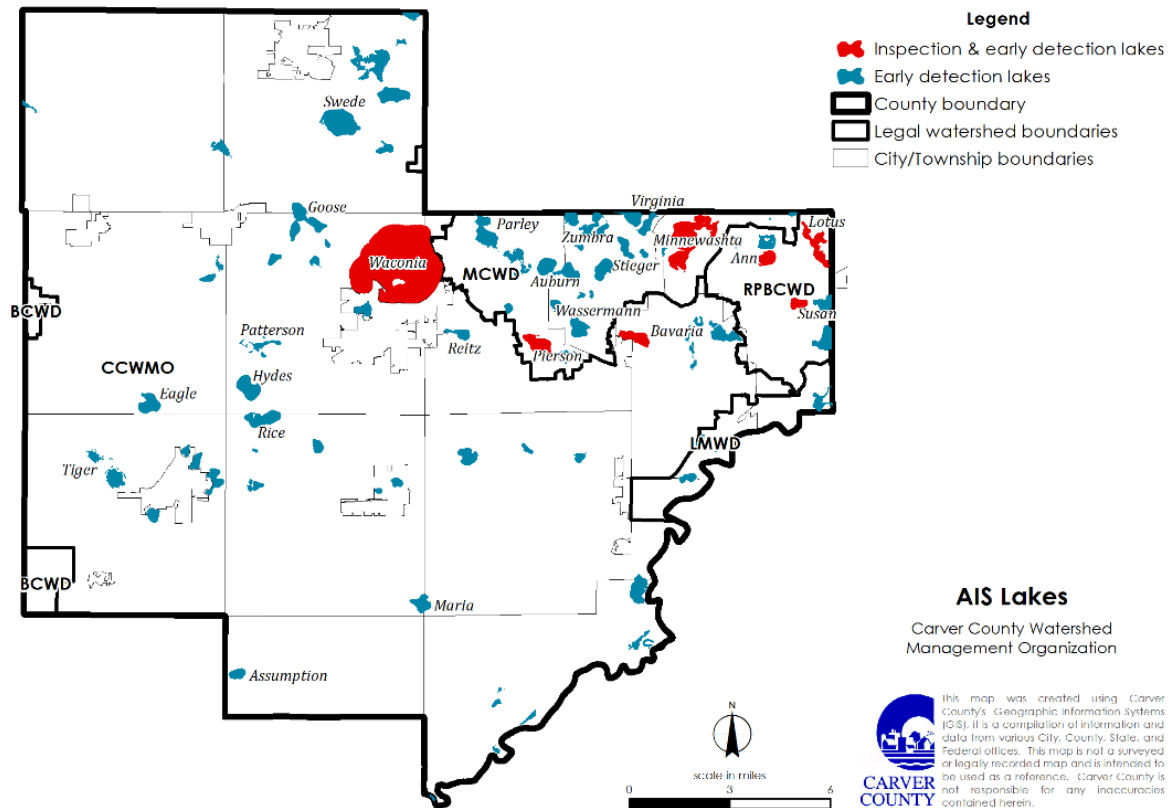 Legend
Inspection & early detection lakes
Early detection lakes
County boundary
Legal watershed boundaries
City/Township boundaries
Swede
Goose
Virginia
Parley
Zumbra
Minnewashta
Lotus
Waconia
MCWD
Auburn
Stieger
Ann
RPBCWD
BCWD
Wassermann
Susan
Patterson
Reitz
Pierson
Bavaria
CCWMO
Hydes
Eagle
Rice
LMWD
Tiger
BCWD
Maria
Assumption
AIS Lakes
Carver County Watershed
Management Organization
N
scale in miles
0 3 6
CARVER
COUNTY
This map was created using Carver
County's Geographic Information Systems
(GIS), it is a compilation of information and
data from various City, County, State, and
Federal offices. This map is not a surveyed
or legally recorded map and is intended to
be used as a reference. Carver County is
not responsible for any inaccuracies
contained herein.